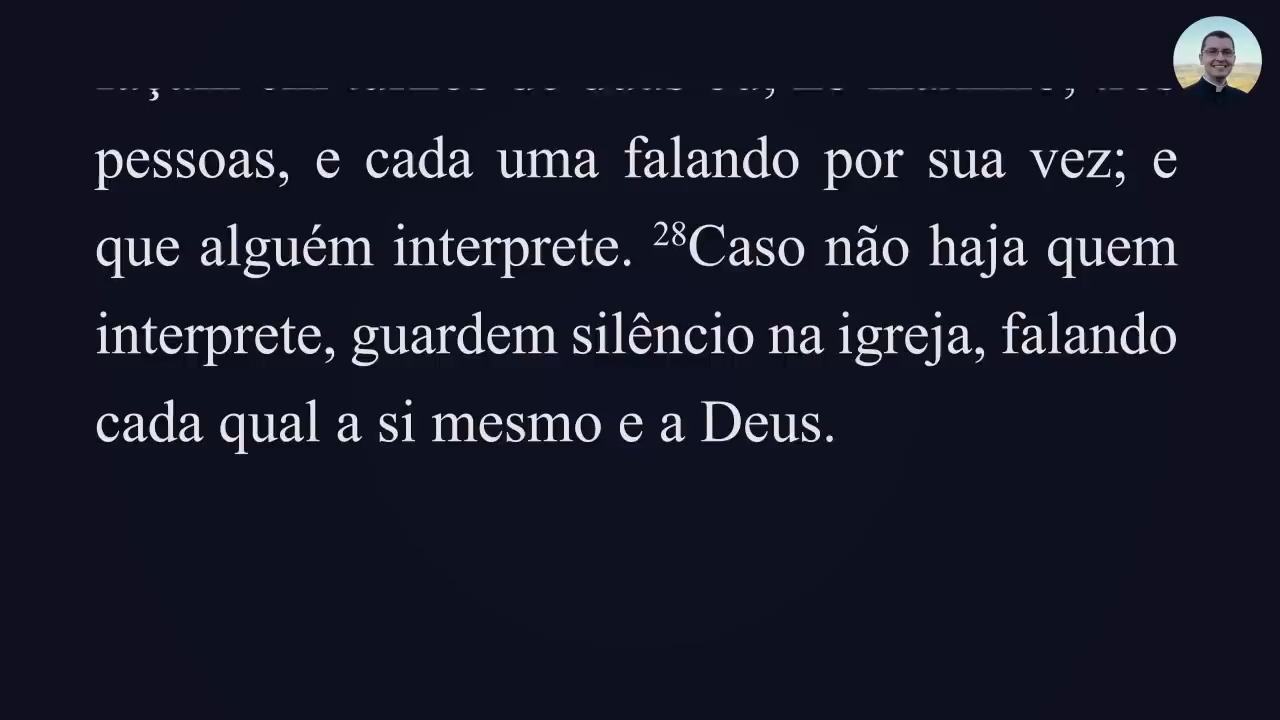 pessoas, e cada uma falando por sua vez; e
que alguém interprete. ²⁸Caso não haja quem
interprete, guardem silêncio na igreja, falando
cada qual a si mesmo e a Deus.